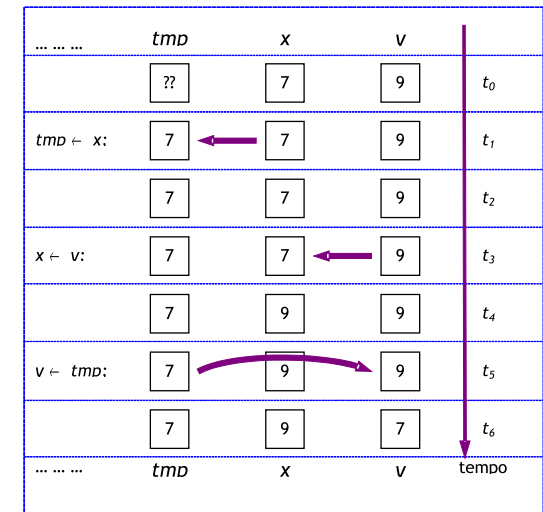 ... ... ... tmp x v
?? 7 9 t0
tmp ← x: 7 7 9 t1
7 7 9 t2
x ← v: 7 7 9 t3
7 9 9 t4
v ← tmp: 7 9 9 t5
7 9 7 t6
... ... ... tmp x v tempo